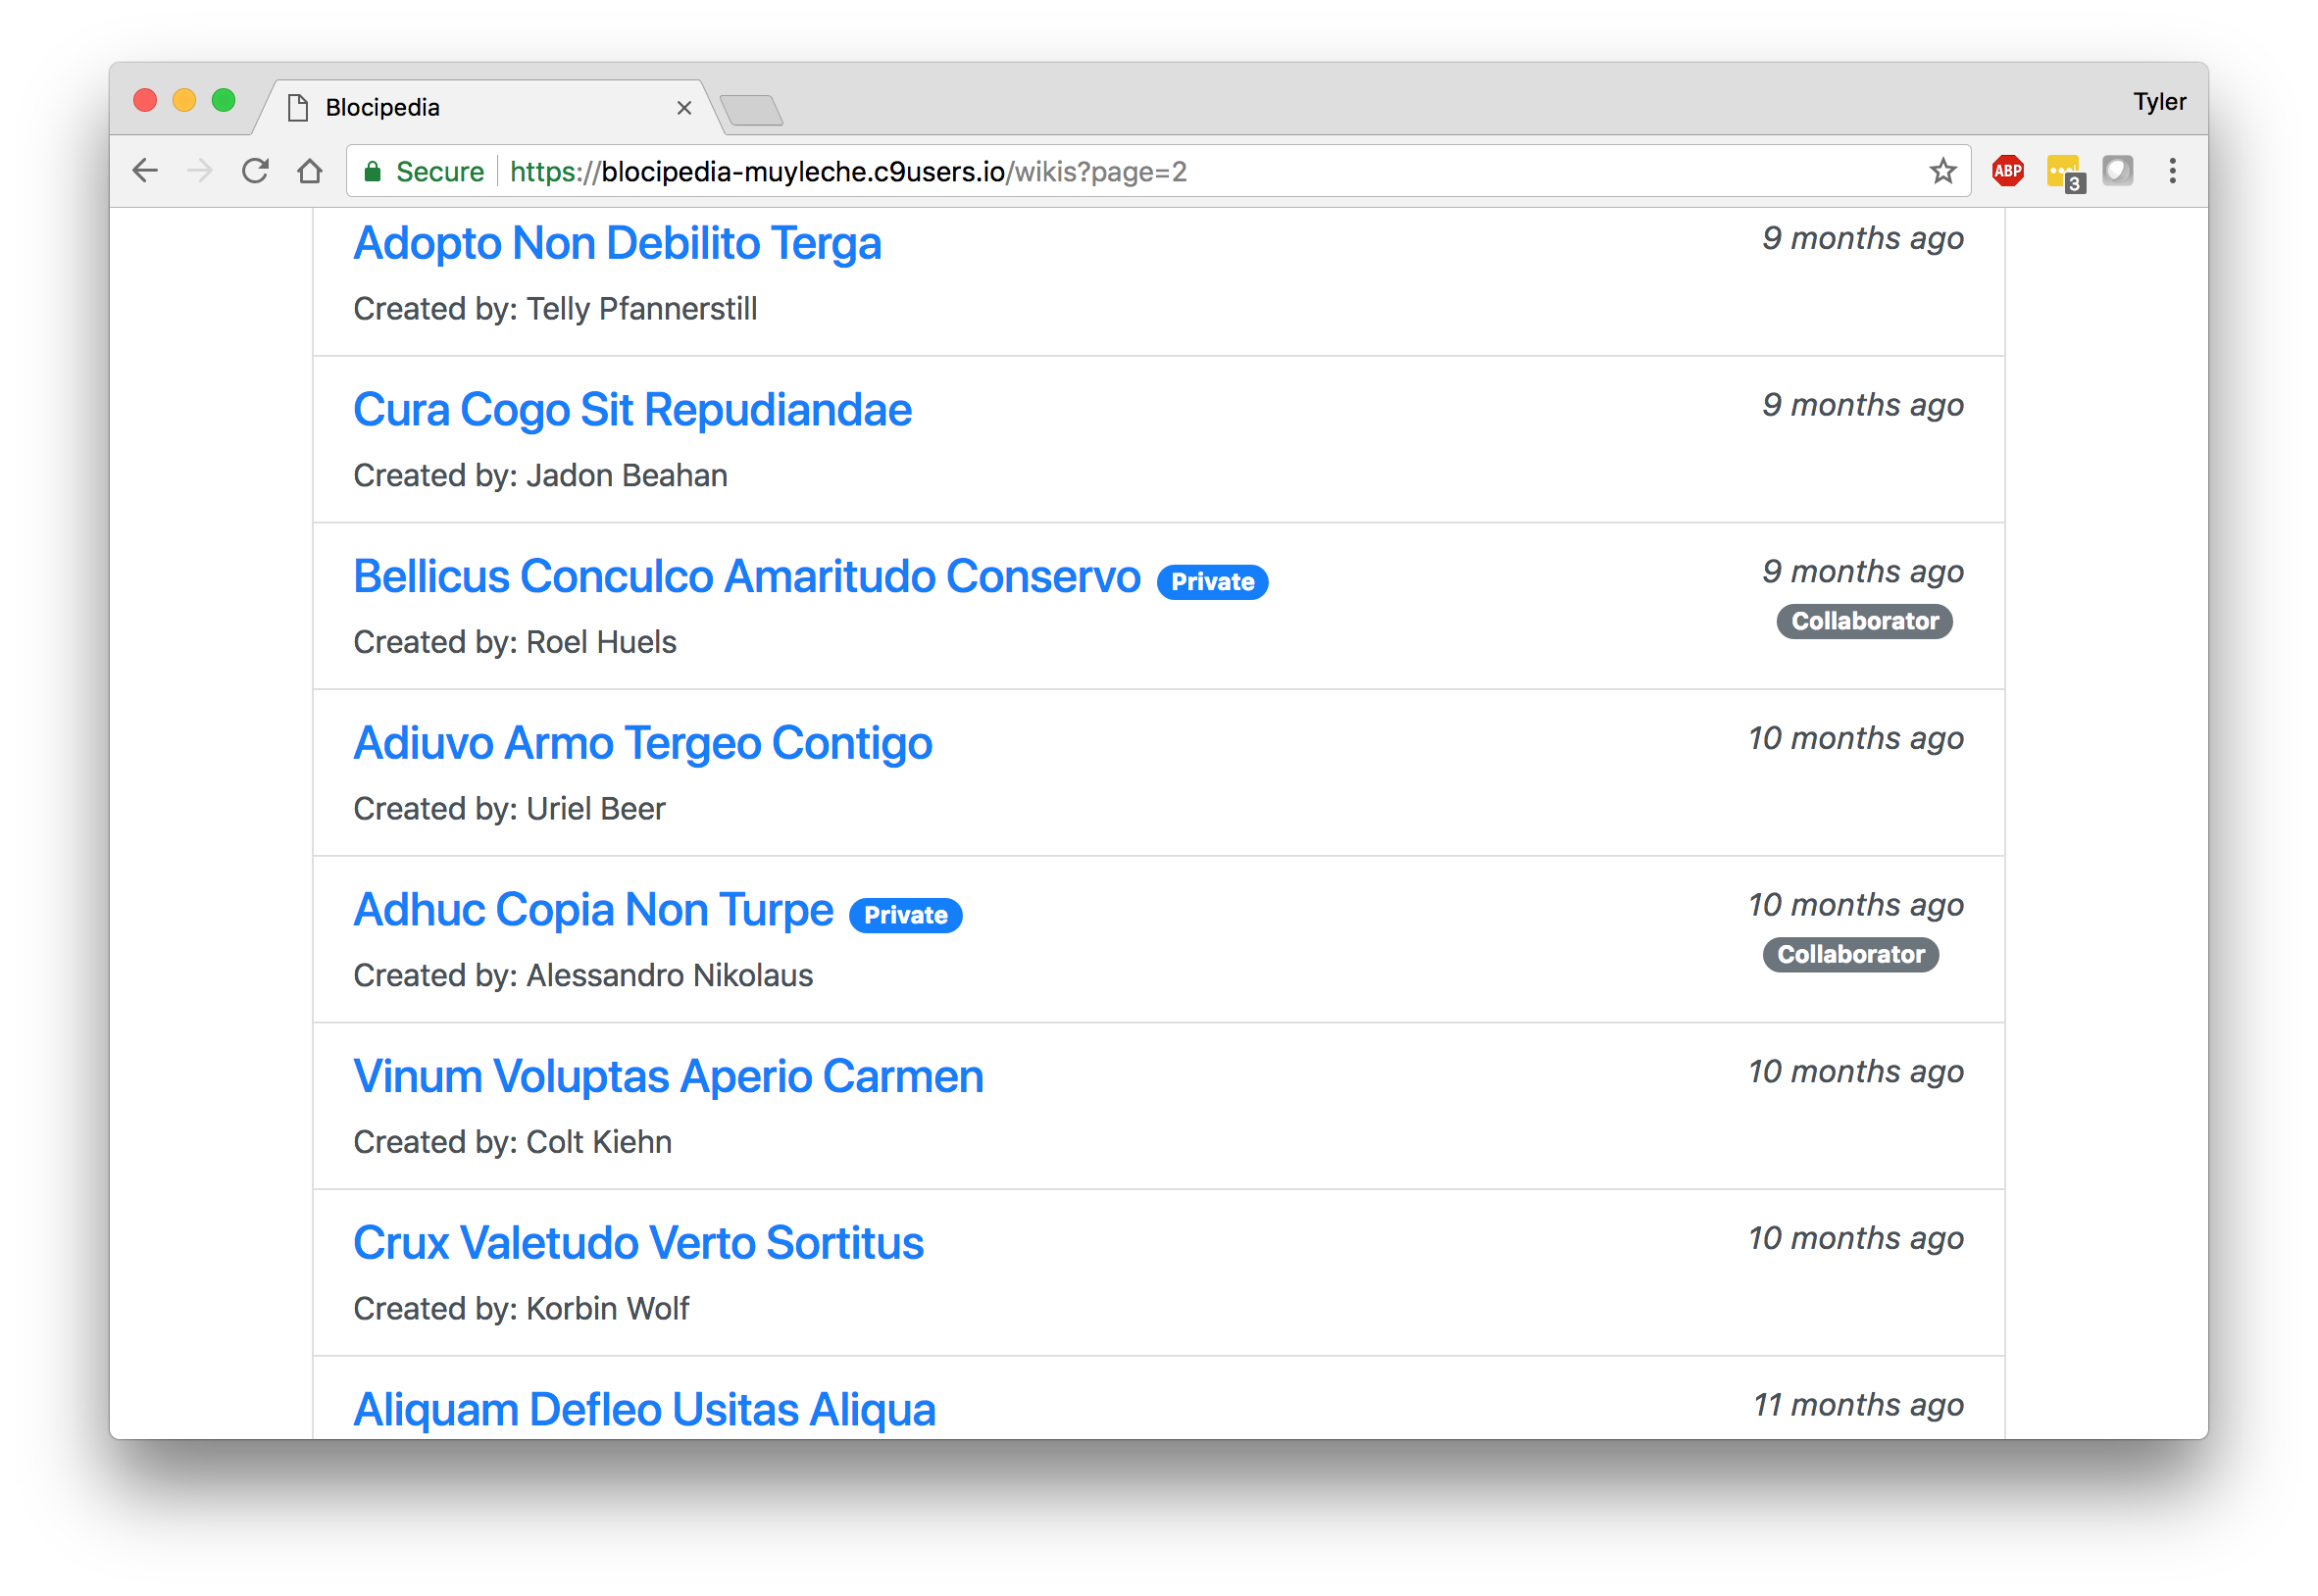 Blocipedia
Tyler
Secure https://blocipedia-muyleche.c9users.io/wikis?page=2
ABP
3
Adopto Non Debilito Terga
9 months ago
Created by: Telly Pfannerstill
Cura Cogo Sit Repudiandae
9 months ago
Created by: Jadon Beahan
Bellicus Conculco Amaritudo Conservo Private
9 months ago
Collaborator
Created by: Roel Huels
Adiuvo Armo Tergeo Contigo
10 months ago
Created by: Uriel Beer
Adhuc Copia Non Turpe Private
10 months ago
Collaborator
Created by: Alessandro Nikolaus
Vinum Voluptas Aperio Carmen
10 months ago
Created by: Colt Kiehn
Crux Valetudo Verto Sortitus
10 months ago
Created by: Korbin Wolf
Aliquam Defleo Usitas Aliqua
11 months ago